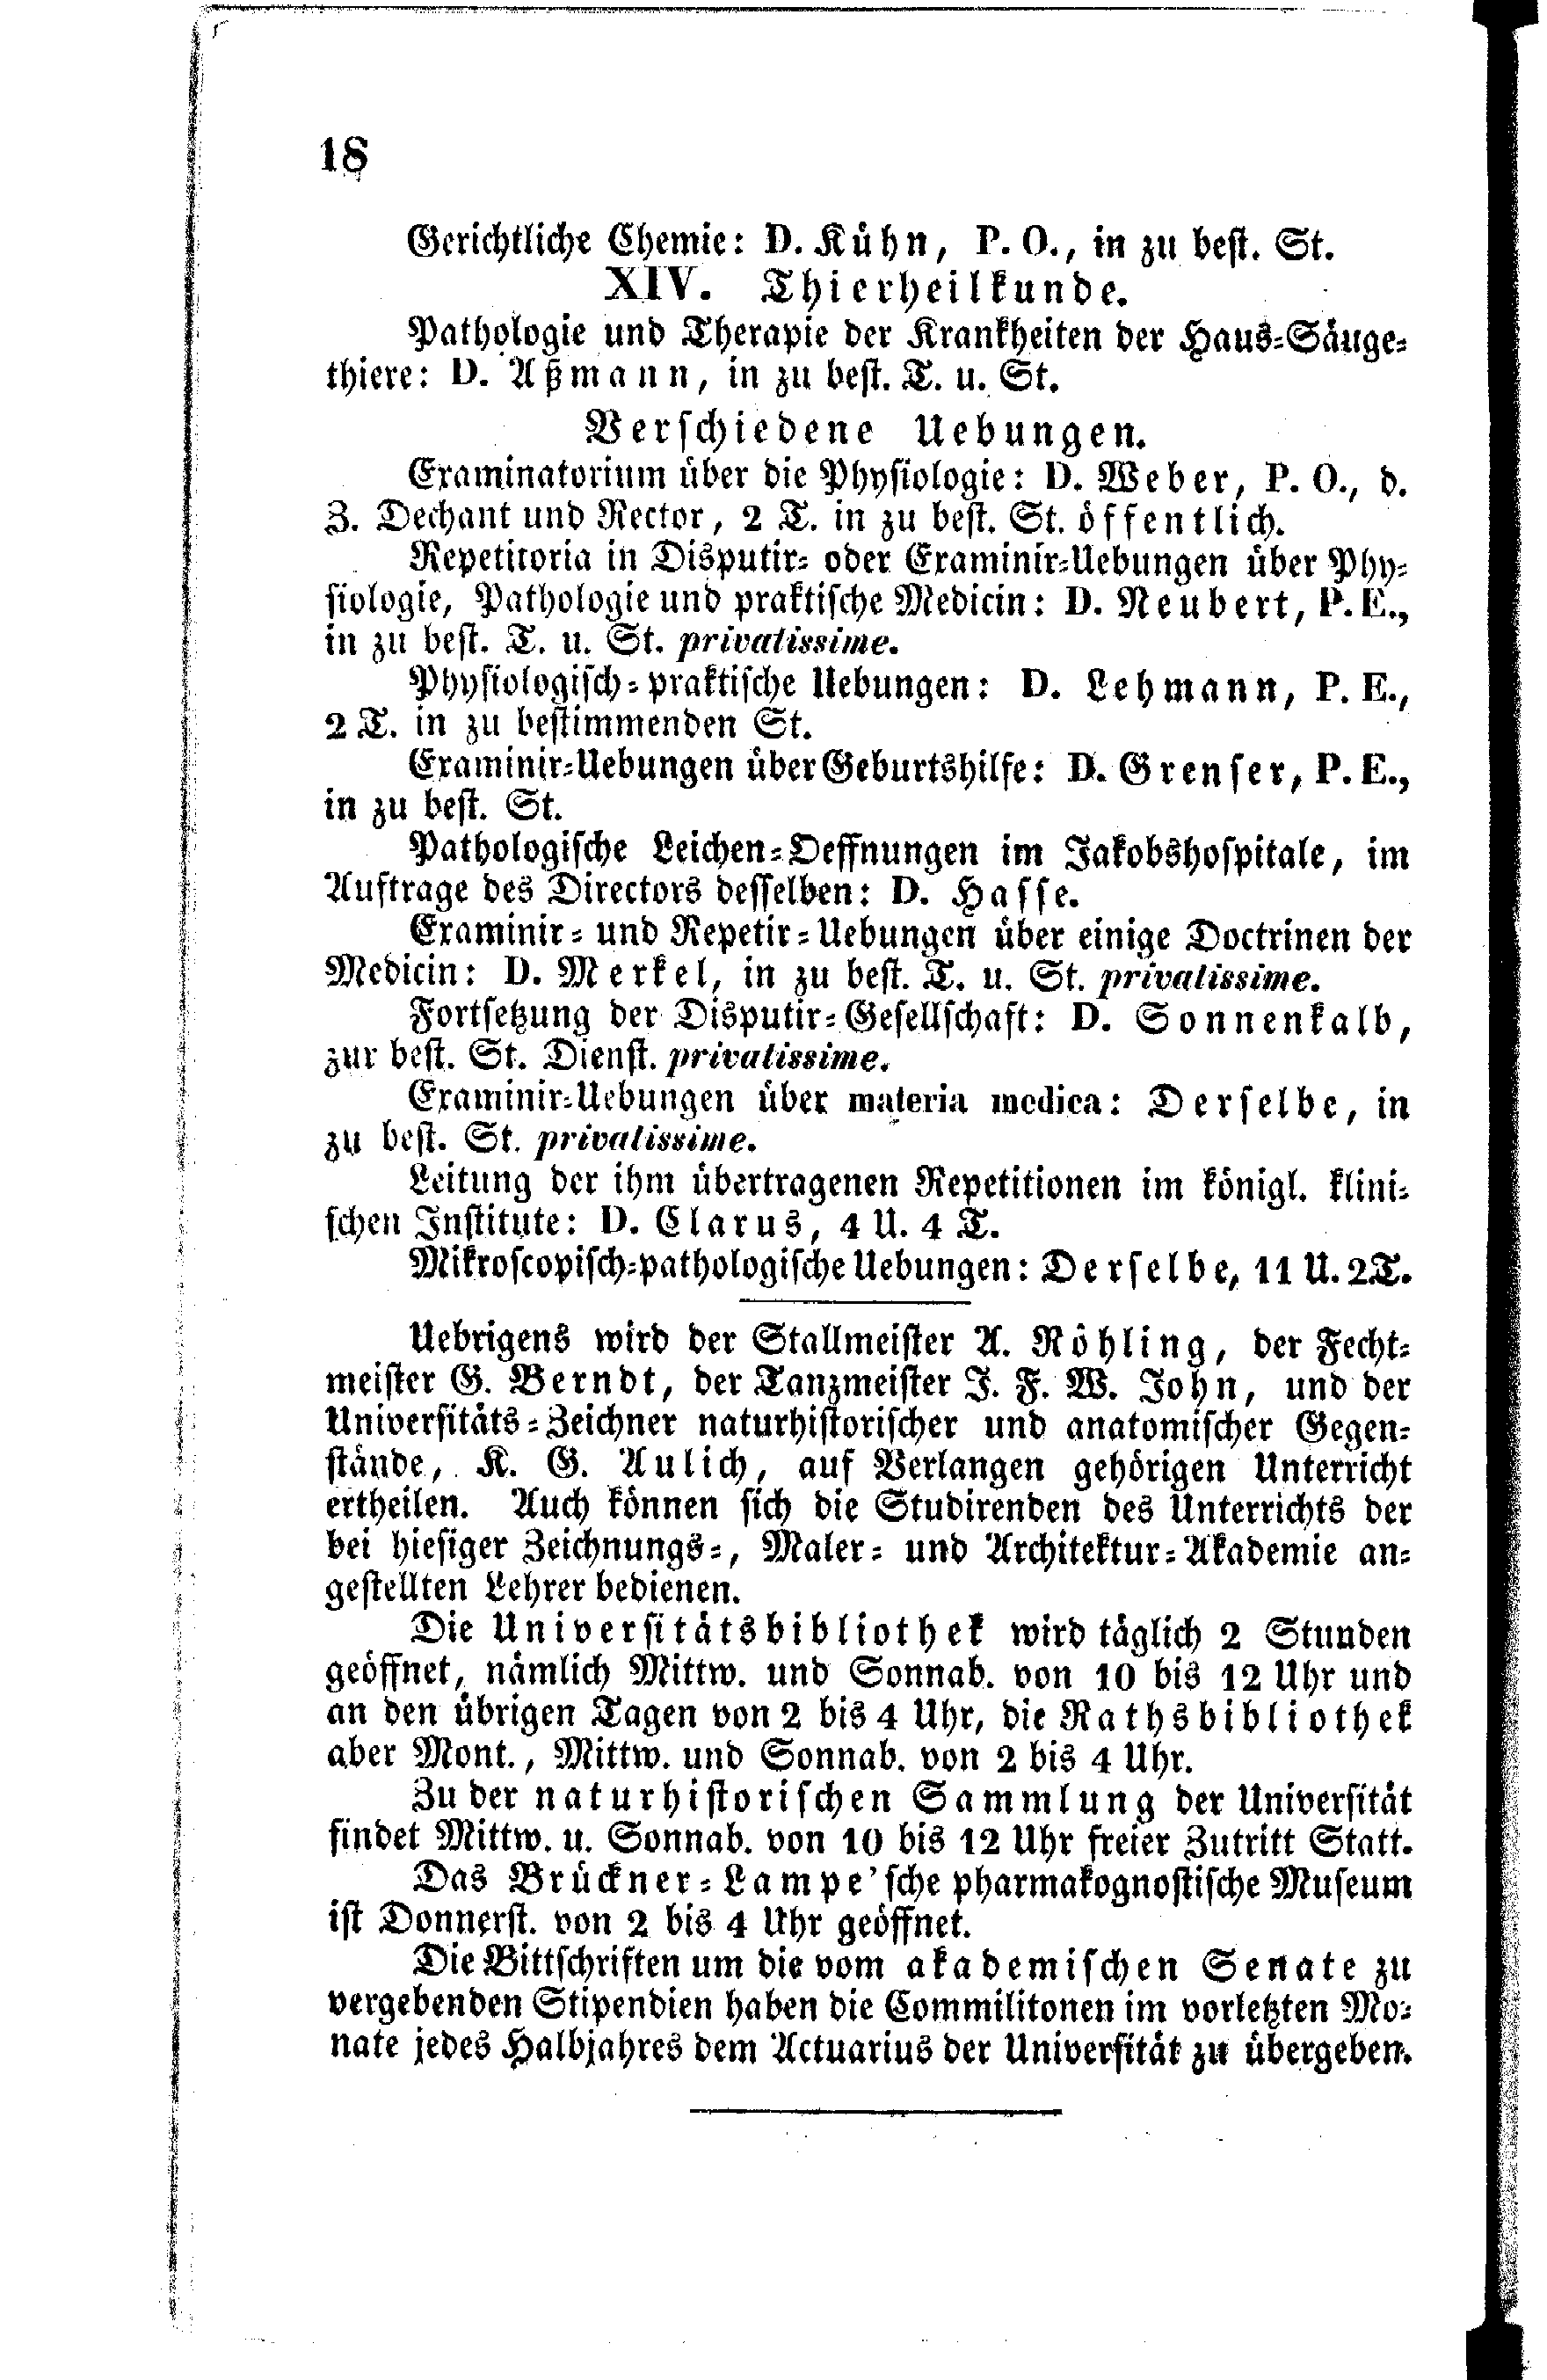 18
Gerichtliche Chemie: D. Kühn, P. O., in zu best. St.
XIV. Thierheilkunde.
Pathologie und Therapie der Krankheiten der Haus-Säuge-
thiere: D. Aßmann, in zu best. T. u. St.
Verschiedene Uebungen.
Examinatorium über die Physiologie: D. Weber, P. O., d.
Z. Dechant und Rector, 2 T. in zu best. St. öffentlich.
Repetitoria in Disputir- oder Examinir-Uebungen über Phy-
siologie, Pathologie und praktische Medicin: D. Neubert, P. E.,
in zu best. T. u. St. privatissime.
Physiologisch-praktische Uebungen: D. Lehmann, P. E.,
2 T. in zu bestimmenden St.
Examinir-Uebungen über Geburtshilfe: D. Grenser, P. E.,
in zu best. St.
Pathologische Leichen-Oeffnungen im Jakobshospitale, im
Auftrage des Directors desselben: D. Hasse.
Examinir- und Repetir-Uebungen über einige Doctrinen der
Medicin: D. Merkel, in zu best. T. u. St. privatissime.
Fortsetzung der Disputir-Gesellschaft: D. Sonnenkalb,
zur best. St. Dienst. privatissime.
Examinir-Uebungen über materia medica: Derselbe, in
zu best. St. privatissime.
Leitung der ihm übertragenen Repetitionen im königl. klini-
schen Institute: D. Clarus, 4 U. 4 T.
Mikroscopisch-pathologische Uebungen: Derselbe, 11 U. 2 T.
Uebrigens wird der Stallmeister A. Röhling, der Fecht-
meister G. Berndt, der Tanzmeister J. F. W. John, und der
Universitäts-Zeichner naturhistorischer und anatomischer Gegen-
stände, K. G. Aulich, auf Verlangen gehörigen Unterricht
ertheilen. Auch können sich die Studirenden des Unterrichts der
bei hiesiger Zeichnungs-, Maler- und Architektur-Akademie an-
gestellten Lehrer bedienen.
Die Universitätsbibliothek wird täglich 2 Stunden
geöffnet, nämlich Mittw. und Sonnab. von 10 bis 12 Uhr und
an den übrigen Tagen von 2 bis 4 Uhr, die Rathsbibliothek
aber Mont., Mittw. und Sonnab. von 2 bis 4 Uhr.
Zu der naturhistorischen Sammlung der Universität
findet Mittw. u. Sonnab. von 10 bis 12 Uhr freier Zutritt Statt.
Das Brückner-Lampe'sche pharmakognostische Museum
ist Donnerst. von 2 bis 4 Uhr geöffnet.
Die Bittschriften um die vom akademischen Senate zu
vergebenden Stipendien haben die Commilitonen im vorletzten Mo-
nate jedes Halbjahres dem Actuarius der Universität zu übergeben.